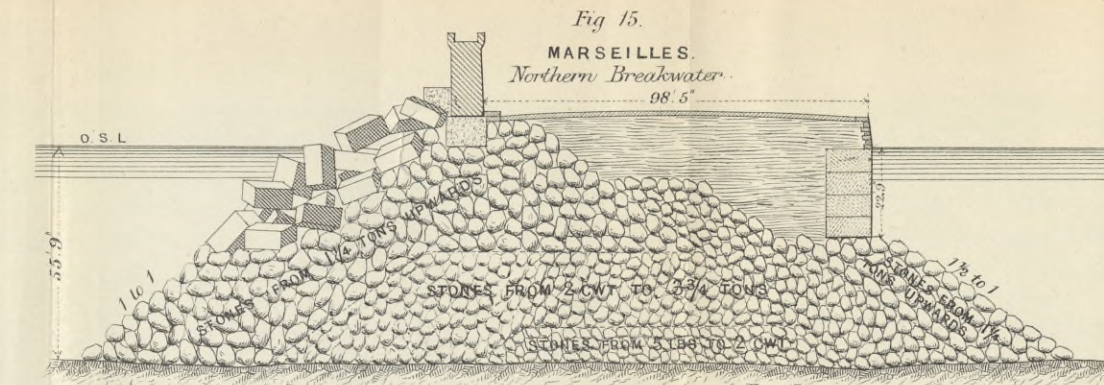 Fig 15.
MARSEILLES.
Northern Breakwater.
98'. 5"
O. S. L
55'. 9"
22.9
1 to 1
1½ to 1
STONES FROM 1¼ TONS UPWARDS
STONES FROM 2 CWT TO 3¾ TONS
STONES FROM 1¼
TONS UPWARDS
STONES FROM 5 LBS TO 2 CWT